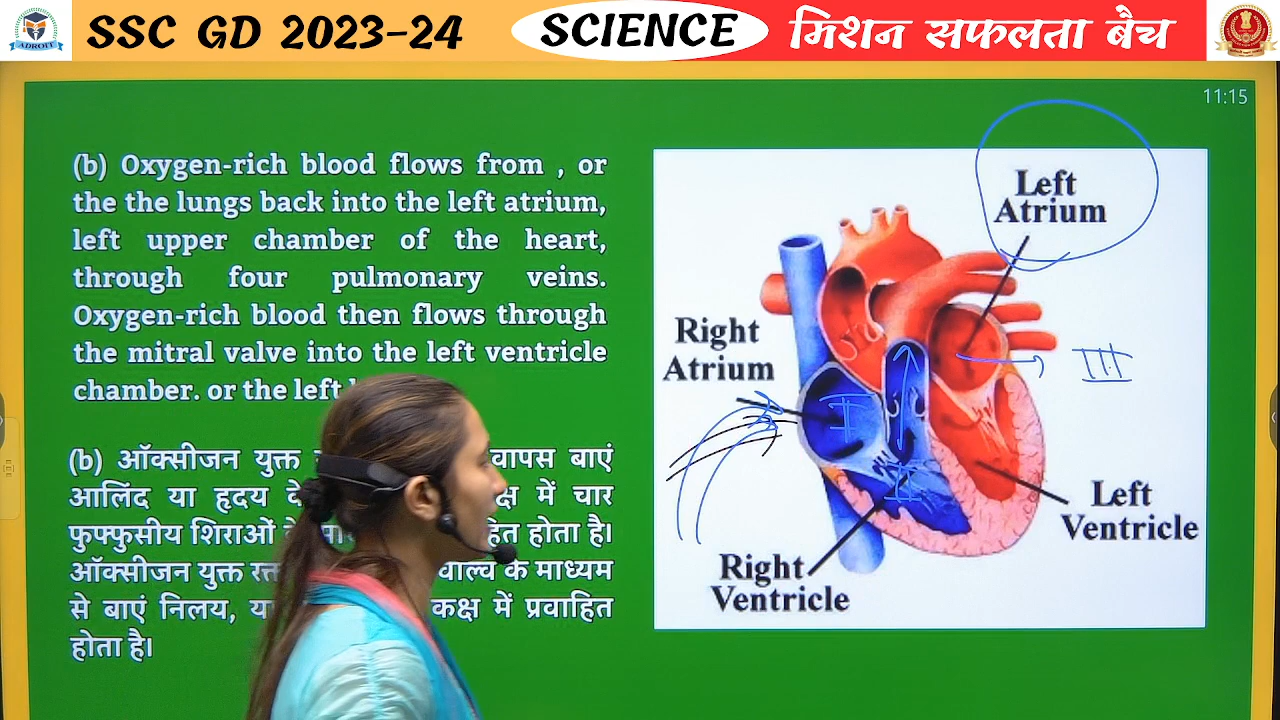 ADROIT
SSC GD 2023-24
SCIENCE
मिशन सफलता बैच
11:15
(b) Oxygen-rich blood flows from , or
the the lungs back into the left atrium,
left upper chamber of the heart,
through four pulmonary veins.
Oxygen-rich blood then flows through
the mitral valve into the left ventricle
chamber. or the left
(b) ऑक्सीजन युक्त वापस बाएं
आलिंद या हृदय में चार
फुफ्फुसीय शिराओं होता है।
ऑक्सीजन युक्त वाल्व के माध्यम
से बाएं निलय, कक्ष में प्रवाहित
होता है।
Left
Atrium
Right
Atrium
III
Left
Ventricle
Right
Ventricle